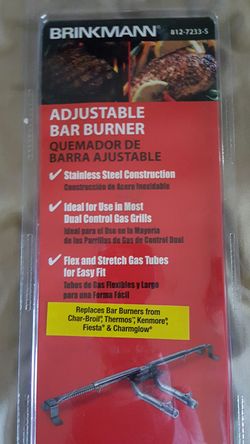 BRINKMANN® 812-7233-S
ADJUSTABLE
BAR BURNER
QUEMADOR DE
BARRA AJUSTABLE
✓ Stainless Steel Construction
Construcción de Acero Inoxidable
✓ Ideal for Use in Most
Dual Control Gas Grills
Ideal para el Uso en la Mayoría
de las Parrillas de Gas de Control Dual
✓ Flex and Stretch Gas Tubes
for Easy Fit
Tubos de Gas Flexibles y Largo
para una Forma Fácil
Replaces Bar Burners from
Char-Broil®, Thermos®, Kenmore®,
Fiesta® & Charmglow®